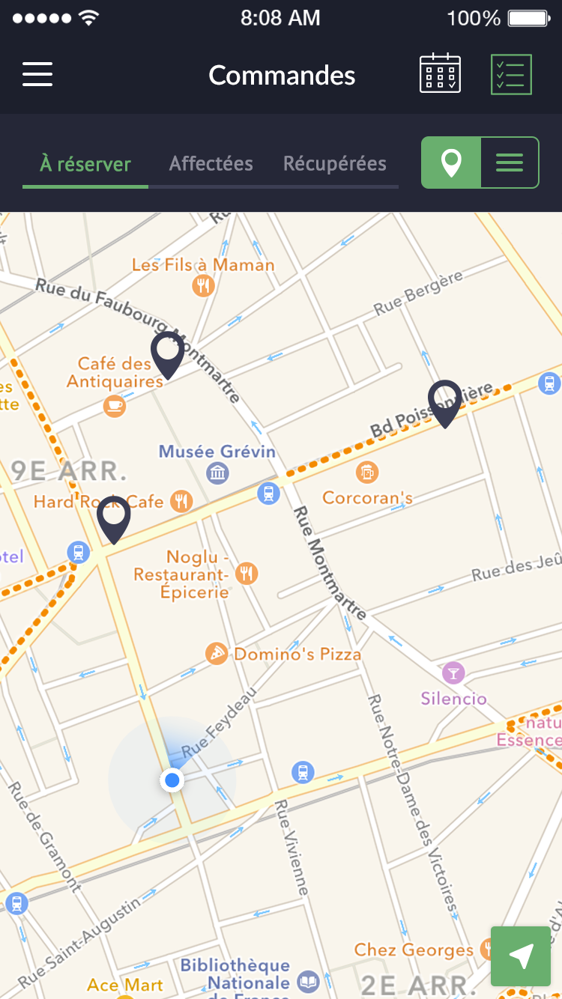 8:08 AM
100%
Commandes
À réserver
Affectées
Récupérées
Les Fils à Maman
Rue du Faubourg Montmartre
Rue Bergère
Café des
Antiquaires
Bd Poissonnière
Musée Grévin
9E ARR.
Hard Rock Cafe
Corcoran's
Rue Montmartre
Noglu -
Restaurant-
Épicerie
Rue des Jeû
Domino's Pizza
Silencio
Rue Feydeau
natu
Essence
Rue Notre-Dame des Victoires
Rue de Gramont
Rue Vivienne
Rue Saint-Augustin
Chez Georges
Bibliothèque
Nationale
de France
2E ARR.
Ace Mart